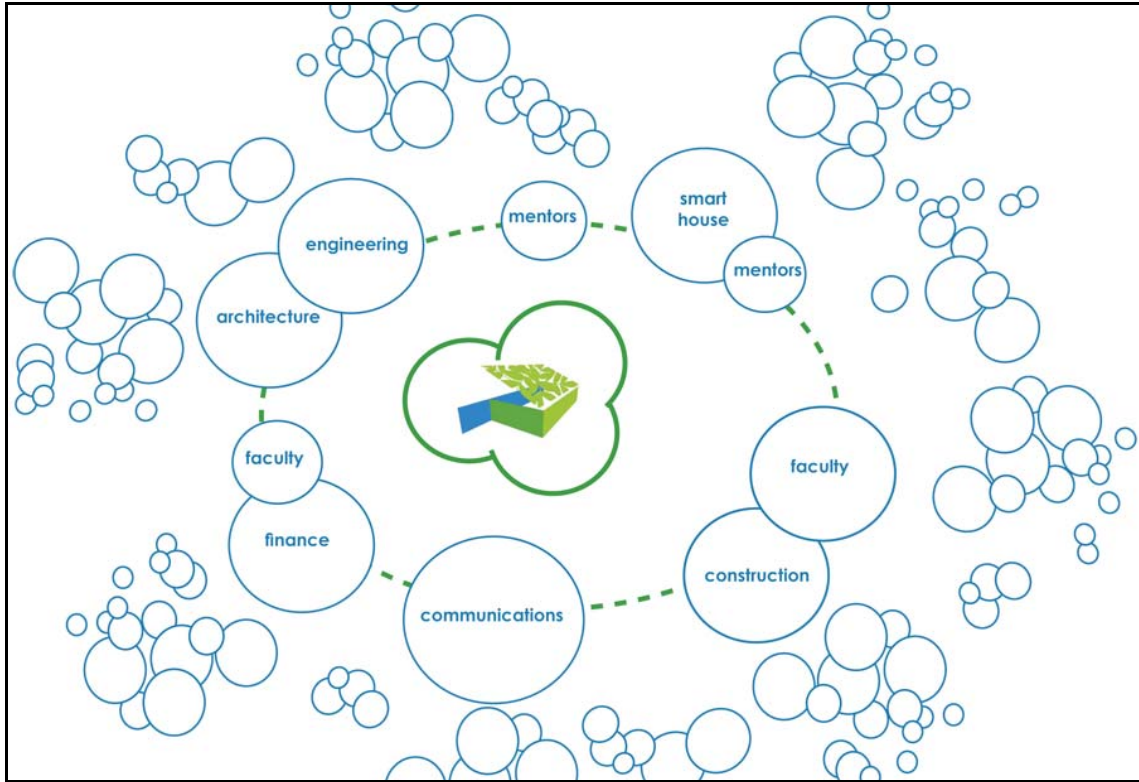 smart
house
mentors
engineering
mentors
architecture
faculty
faculty
finance
construction
communications